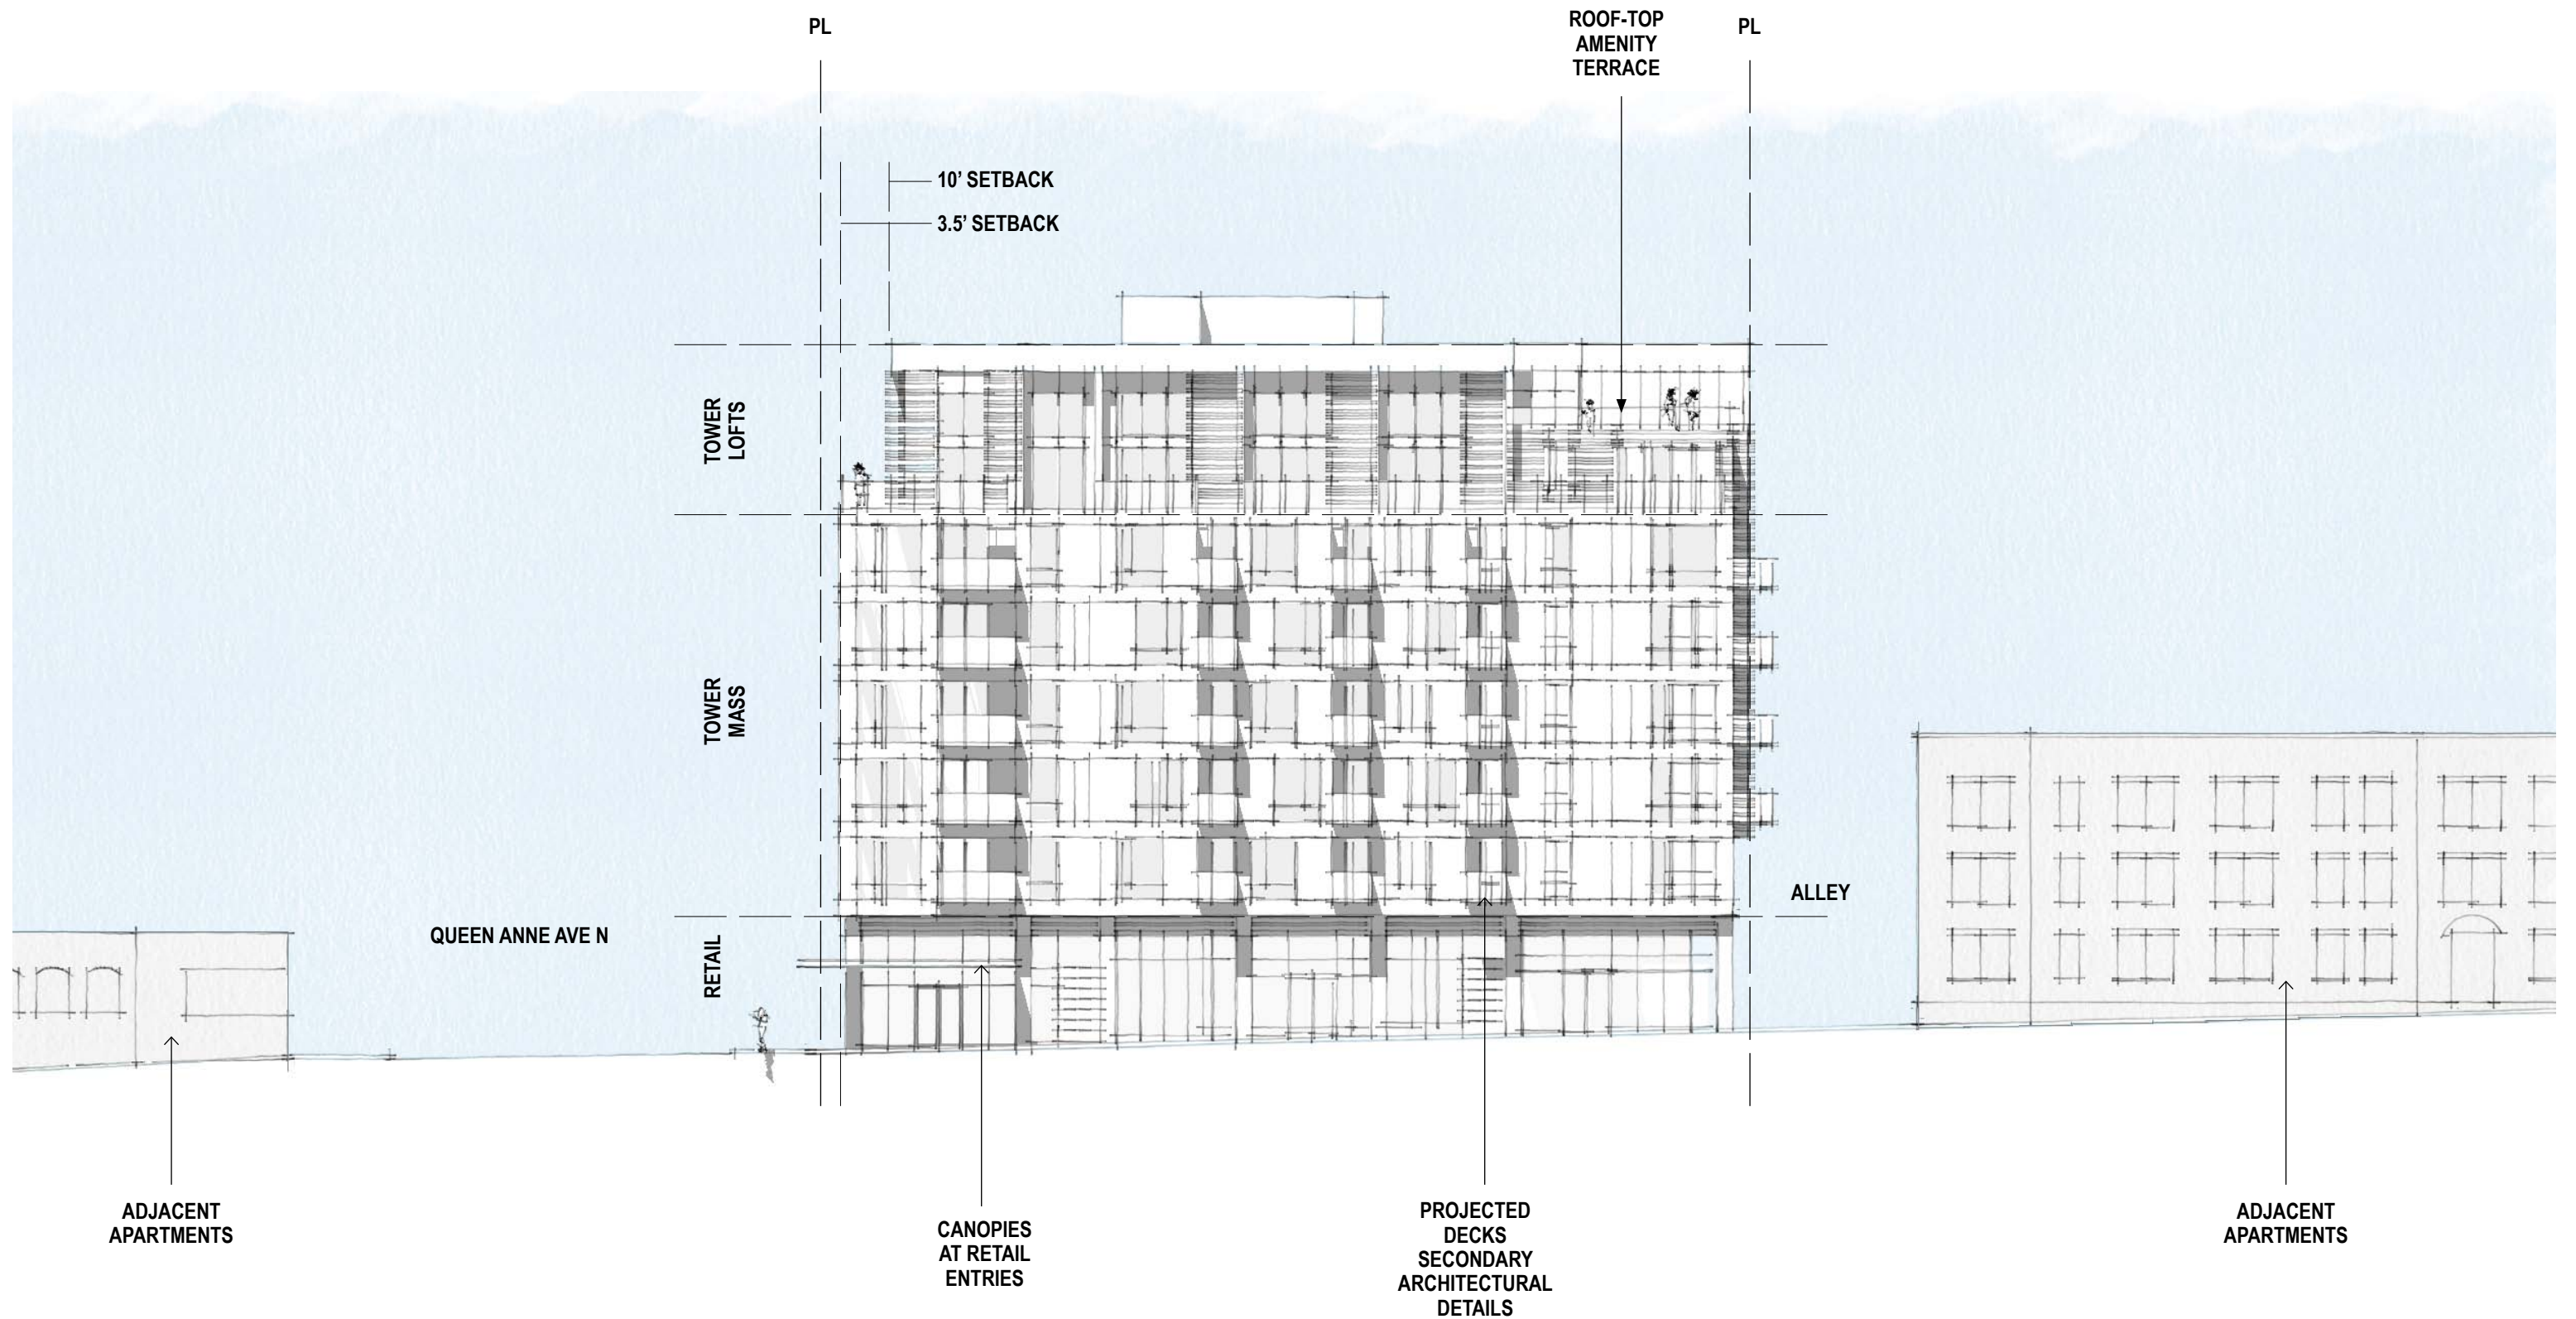 PL
ROOF-TOP
AMENITY
TERRACE
PL
10’ SETBACK
3.5’ SETBACK
TOWER
LOFTS
TOWER
MASS
ALLEY
QUEEN ANNE AVE N
RETAIL
ADJACENT
APARTMENTS
CANOPIES
AT RETAIL
ENTRIES
PROJECTED
DECKS
SECONDARY
ARCHITECTURAL
DETAILS
ADJACENT
APARTMENTS